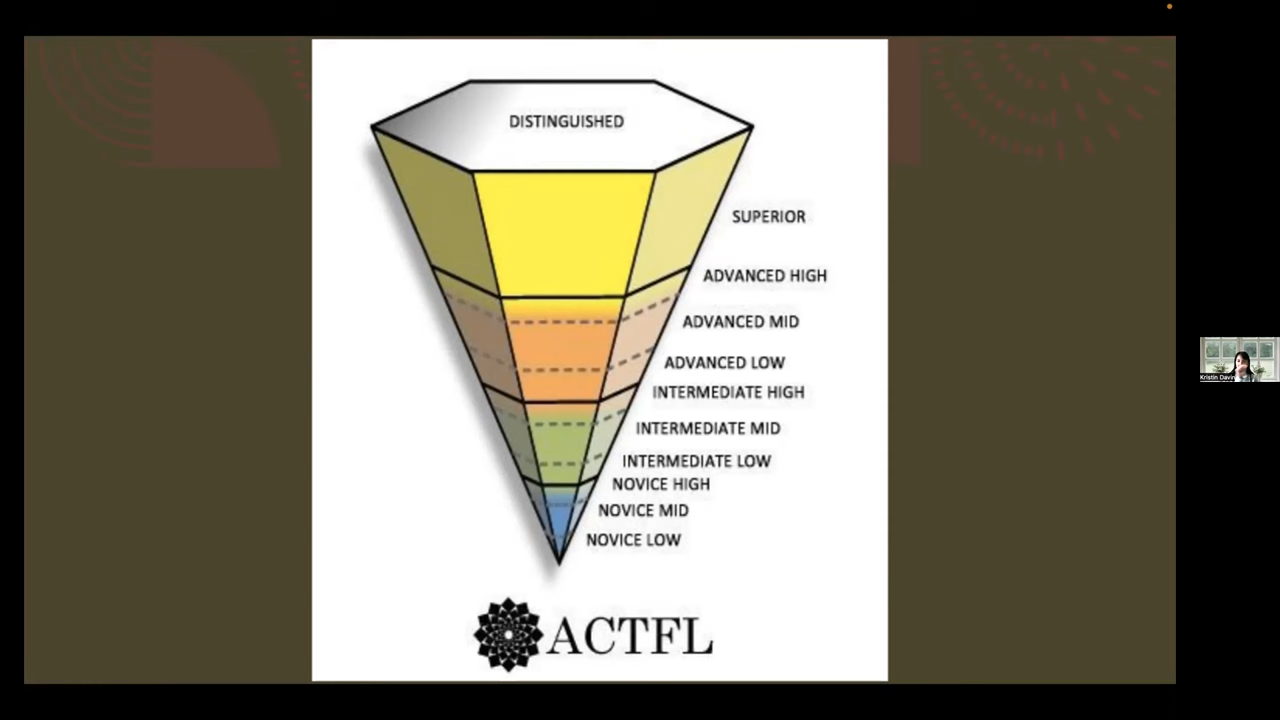 DISTINGUISHED
SUPERIOR
ADVANCED HIGH
ADVANCED MID
ADVANCED LOW
INTERMEDIATE HIGH
INTERMEDIATE MID
INTERMEDIATE LOW
NOVICE HIGH
NOVICE MID
NOVICE LOW
ACTFL
Kristin